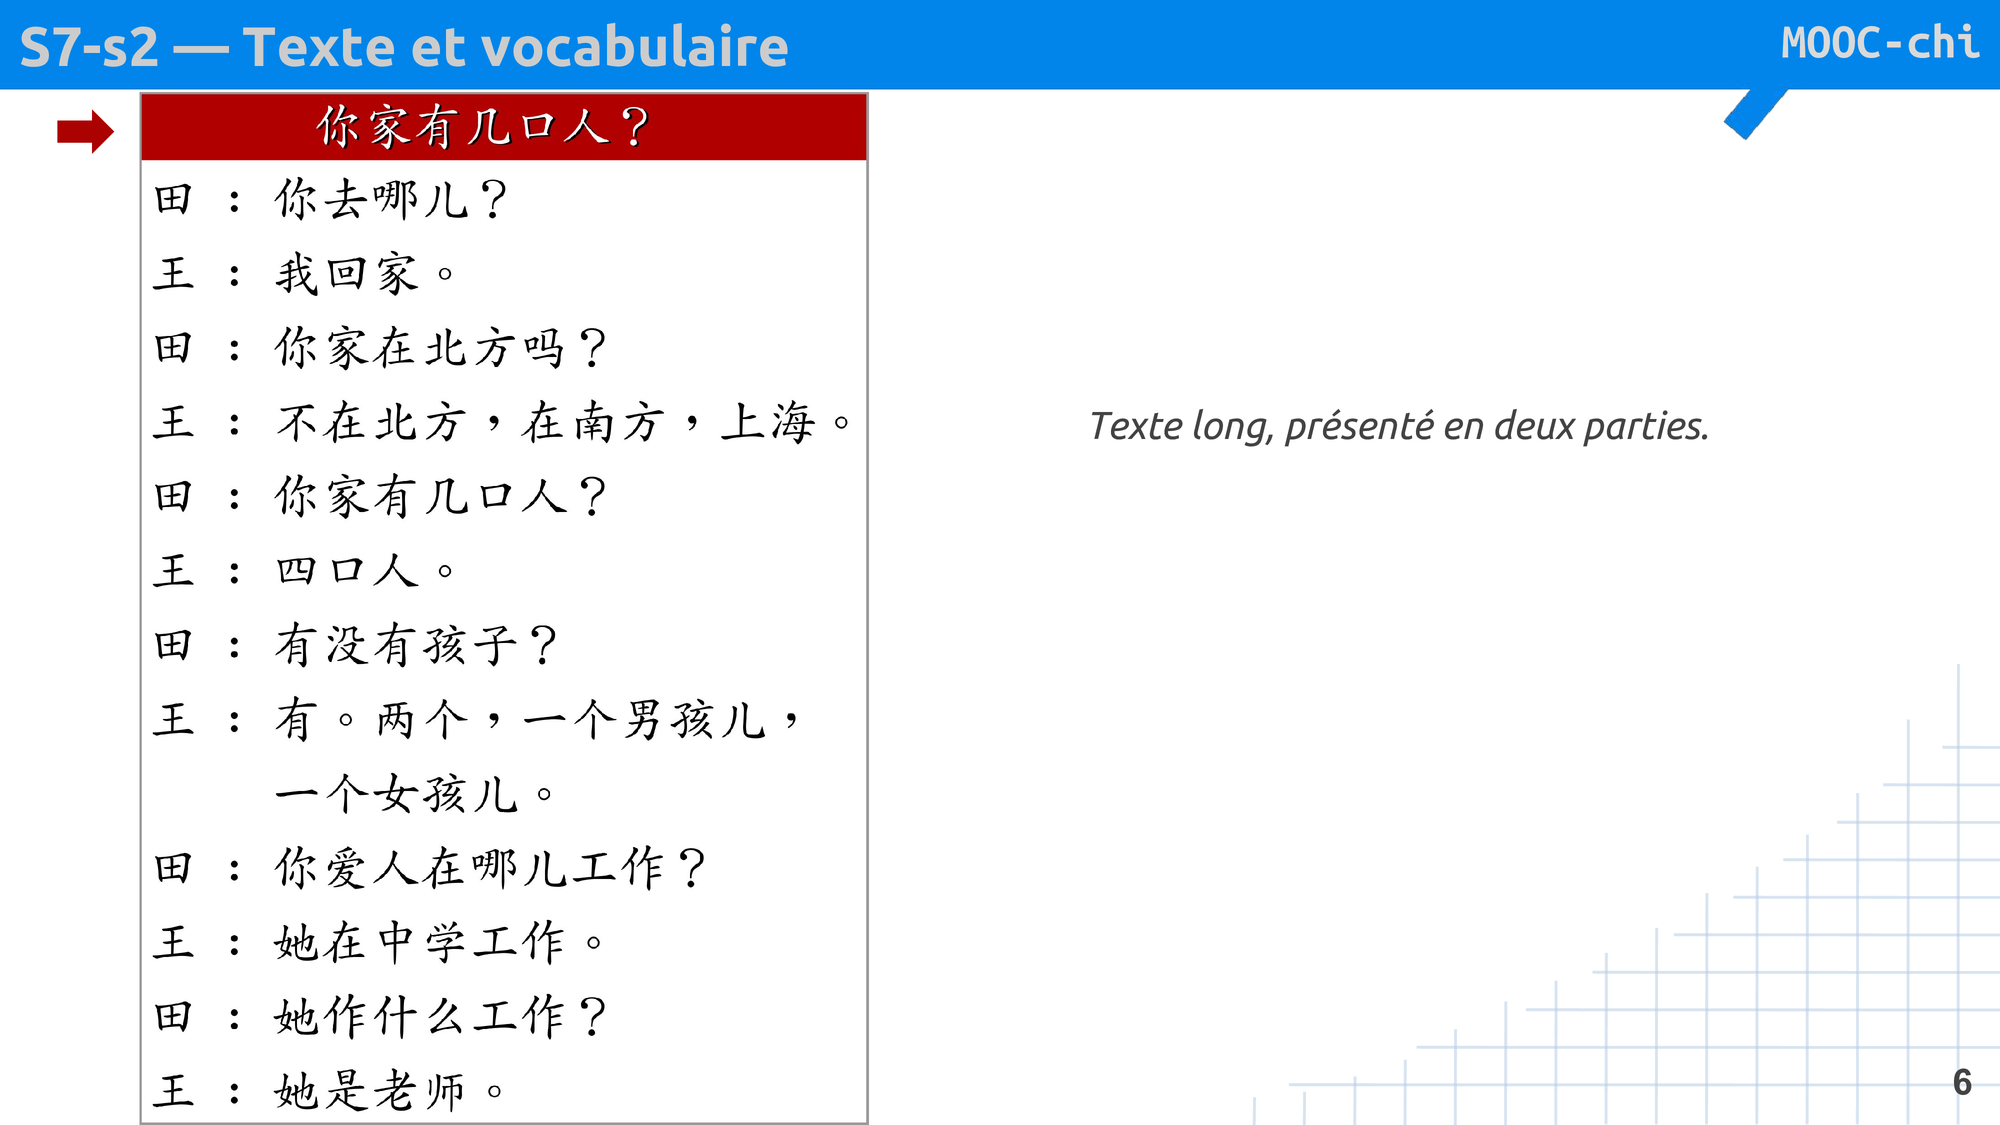 S7-s2 — Texte et vocabulaire
MOOC-chi
你家有几口人？
田 : 你去哪儿？
王 : 我回家。
田 : 你家在北方吗？
王 : 不在北方，在南方，上海。
田 : 你家有几口人？
王 : 四口人。
田 : 有没有孩子？
王 : 有。两个，一个男孩儿，
一个女孩儿。
田 : 你爱人在哪儿工作？
王 : 她在中学工作。
田 : 她作什么工作？
王 : 她是老师。
Texte long, présenté en deux parties.
6